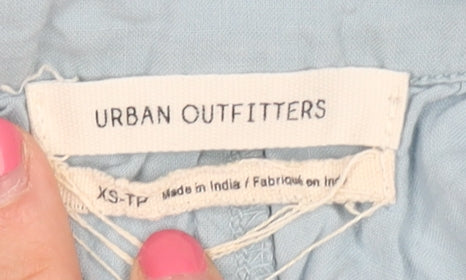 URBAN OUTFITTERS
XS-TP Made in India / Fabriqué en